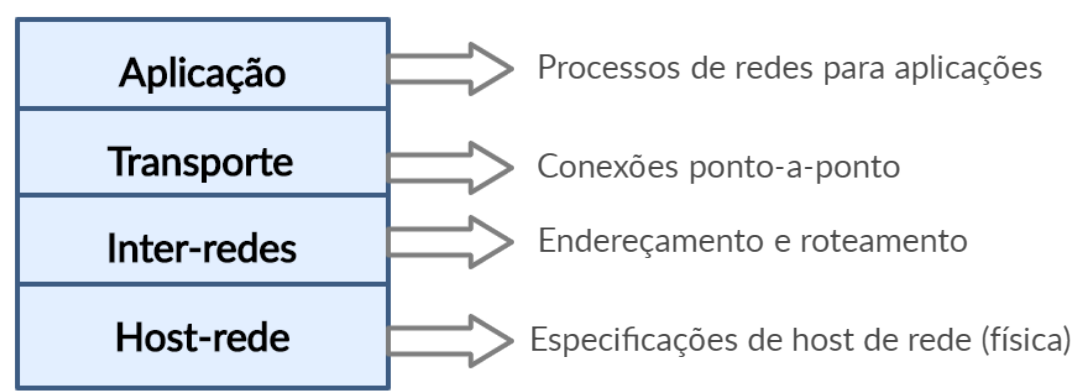 Aplicação
Processos de redes para aplicações
Transporte
Conexões ponto-a-ponto
Inter-redes
Endereçamento e roteamento
Host-rede
Especificações de host de rede (física)